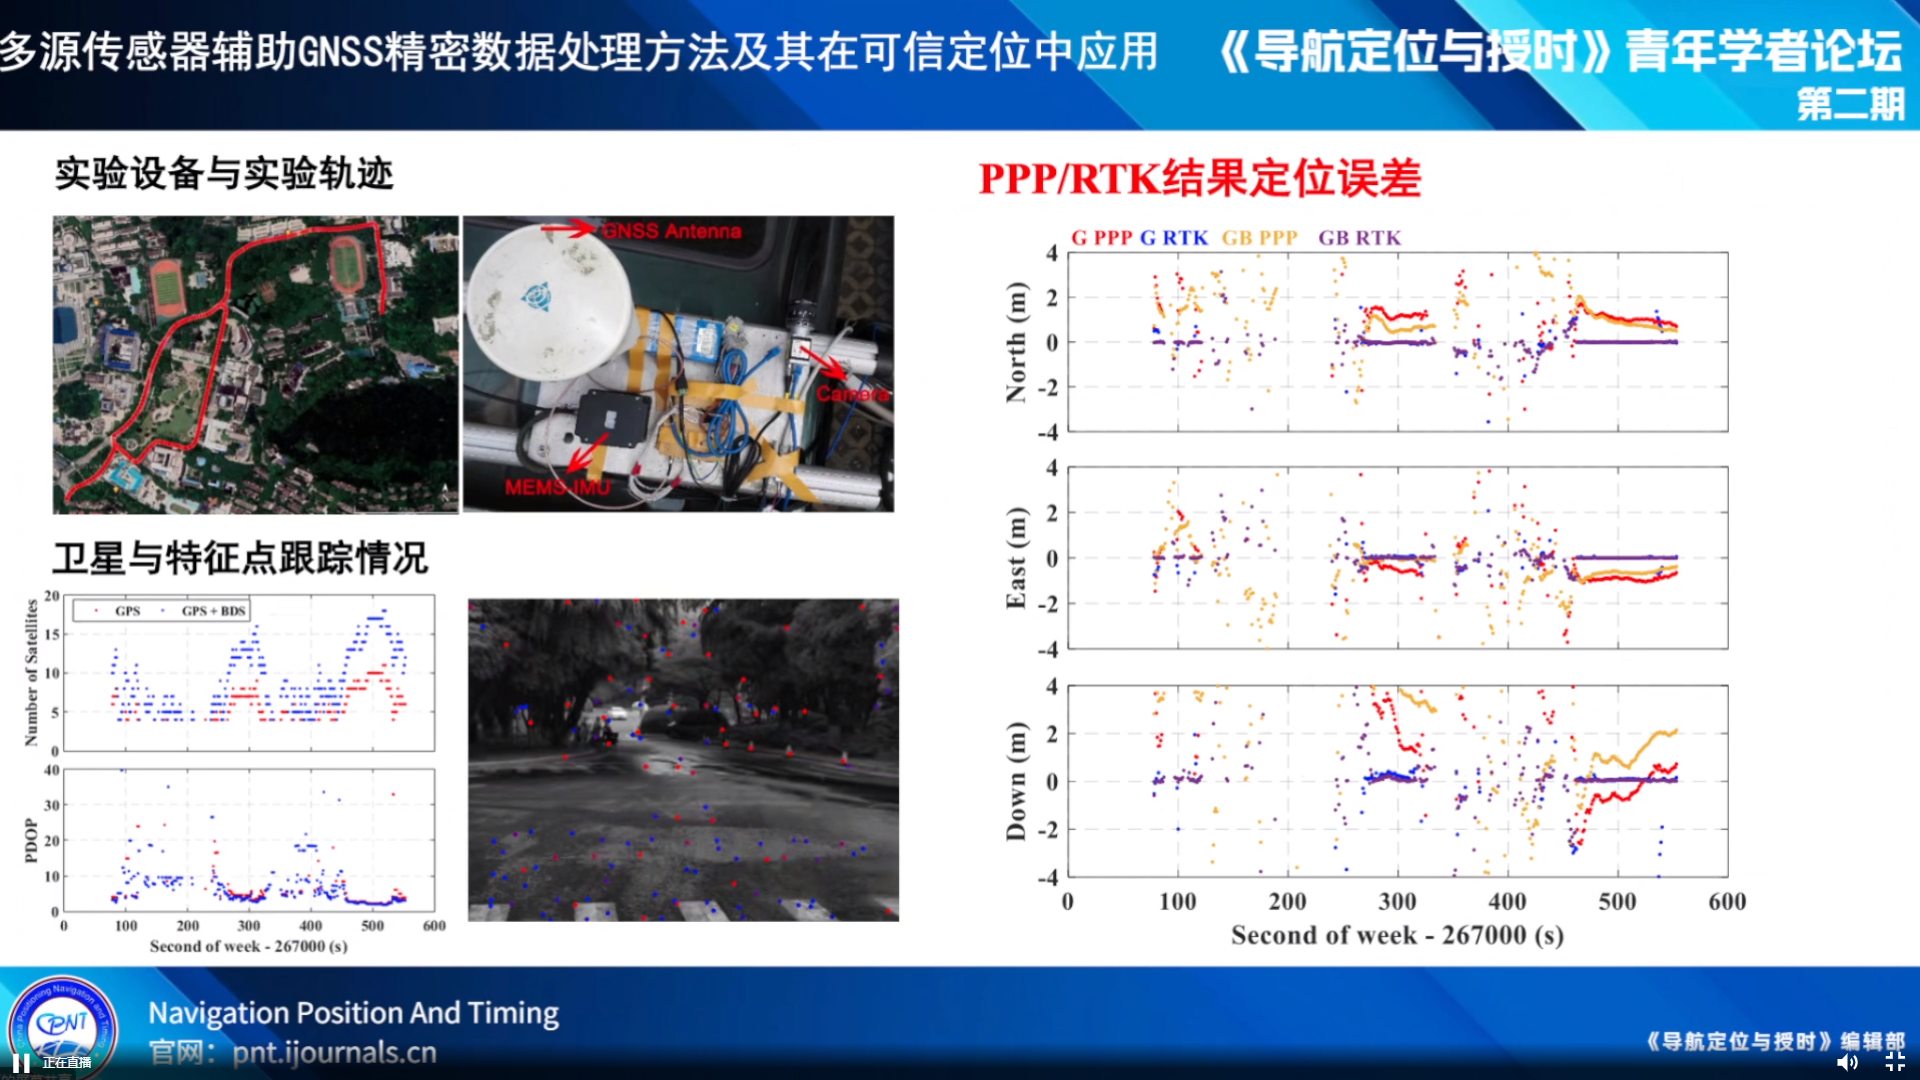 多源传感器辅助GNSS精密数据处理方法及其在可信定位中应用
《导航定位与授时》青年学者论坛
第二期
实验设备与实验轨迹
GNSS Antenna
Camera
MEMS-IMU
卫星与特征点跟踪情况
GPS GPS + BDS
Number of Satellites
20
15
10
5
0
PDOP
40
30
20
10
0
0 100 200 300 400 500 600
Second of week - 267000 (s)
PPP/RTK结果定位误差
G PPP G RTK GB PPP GB RTK
North (m)
4
2
0
-2
-4
East (m)
4
2
0
-2
-4
Down (m)
4
2
0
-2
-4
0 100 200 300 400 500 600
Second of week - 267000 (s)
China Positioning Navigation and Timing
CPNT
Navigation Position And Timing
官网：pnt.ijournals.cn
正在直播
《导航定位与授时》编辑部